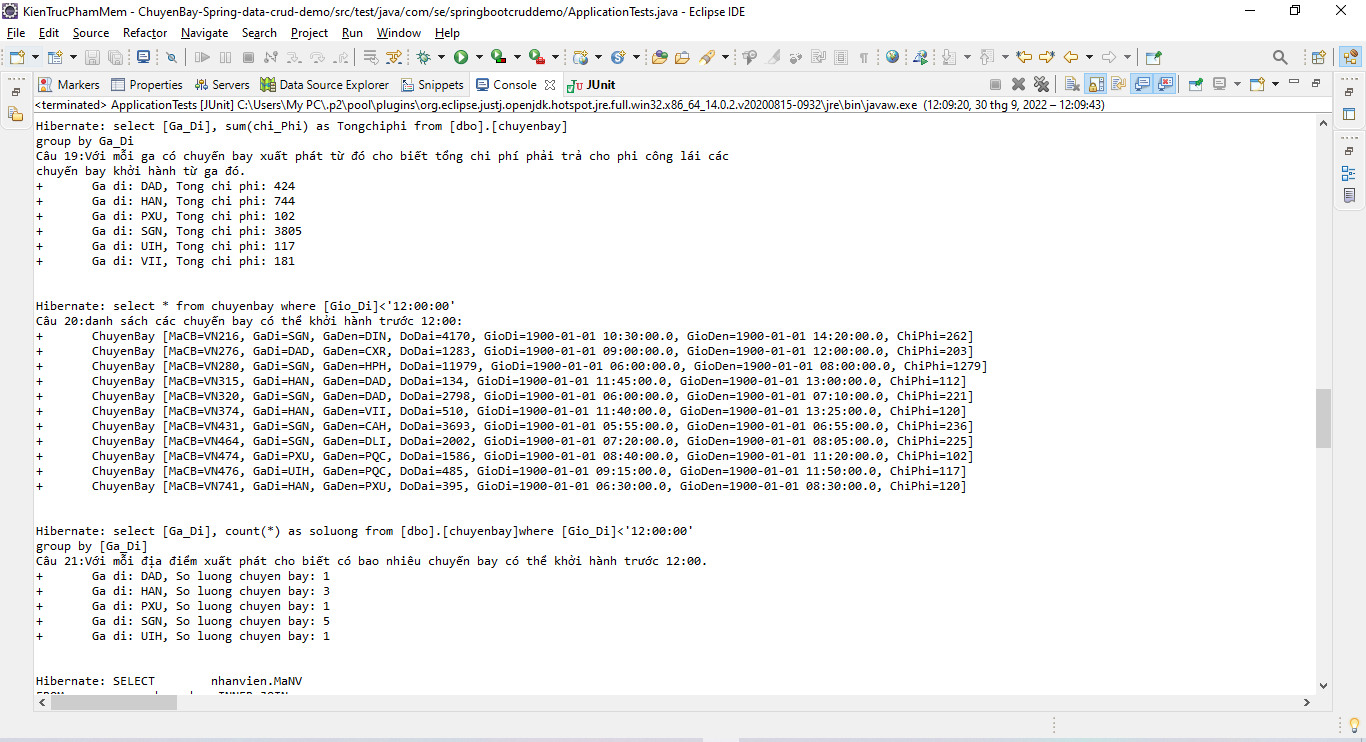 KienTrucPhamMem - ChuyenBay-Spring-data-crud-demo/src/test/java/com/se/springbootcruddemo/ApplicationTests.java - Eclipse IDE
File Edit Source Refactor Navigate Search Project Run Window Help
Markers Properties Servers Data Source Explorer Snippets Console JUnit
<terminated> ApplicationTests [JUnit] C:\Users\My PC\.p2\pool\plugins\org.eclipse.justj.openjdk.hotspot.jre.full.win32.x86_64_14.0.2.v20200815-0932\jre\bin\javaw.exe (12:09:20, 30 thg 9, 2022 – 12:09:43)
Hibernate: select [Ga_Di], sum(chi_Phi) as Tongchiphi from [dbo].[chuyenbay]
group by Ga_Di
Câu 19:Với mỗi ga có chuyến bay xuất phát từ đó cho biết tổng chi phí phải trả cho phi công lái các
chuyến bay khởi hành từ ga đó.
+ Ga di: DAD, Tong chi phi: 424
+ Ga di: HAN, Tong chi phi: 744
+ Ga di: PXU, Tong chi phi: 102
+ Ga di: SGN, Tong chi phi: 3805
+ Ga di: UIH, Tong chi phi: 117
+ Ga di: VII, Tong chi phi: 181
Hibernate: select * from chuyenbay where [Gio_Di]<'12:00:00'
Câu 20:danh sách các chuyến bay có thể khởi hành trước 12:00:
+ ChuyenBay [MaCB=VN216, GaDi=SGN, GaDen=DIN, DoDai=4170, GioDi=1900-01-01 10:30:00.0, GioDen=1900-01-01 14:20:00.0, ChiPhi=262]
+ ChuyenBay [MaCB=VN276, GaDi=DAD, GaDen=CXR, DoDai=1283, GioDi=1900-01-01 09:00:00.0, GioDen=1900-01-01 12:00:00.0, ChiPhi=203]
+ ChuyenBay [MaCB=VN280, GaDi=SGN, GaDen=HPH, DoDai=11979, GioDi=1900-01-01 06:00:00.0, GioDen=1900-01-01 08:00:00.0, ChiPhi=1279]
+ ChuyenBay [MaCB=VN315, GaDi=HAN, GaDen=DAD, DoDai=134, GioDi=1900-01-01 11:45:00.0, GioDen=1900-01-01 13:00:00.0, ChiPhi=112]
+ ChuyenBay [MaCB=VN320, GaDi=SGN, GaDen=DAD, DoDai=2798, GioDi=1900-01-01 06:00:00.0, GioDen=1900-01-01 07:10:00.0, ChiPhi=221]
+ ChuyenBay [MaCB=VN374, GaDi=HAN, GaDen=VII, DoDai=510, GioDi=1900-01-01 11:40:00.0, GioDen=1900-01-01 13:25:00.0, ChiPhi=120]
+ ChuyenBay [MaCB=VN431, GaDi=SGN, GaDen=CAH, DoDai=3693, GioDi=1900-01-01 05:55:00.0, GioDen=1900-01-01 06:55:00.0, ChiPhi=236]
+ ChuyenBay [MaCB=VN464, GaDi=SGN, GaDen=DLI, DoDai=2002, GioDi=1900-01-01 07:20:00.0, GioDen=1900-01-01 08:05:00.0, ChiPhi=225]
+ ChuyenBay [MaCB=VN474, GaDi=PXU, GaDen=PQC, DoDai=1586, GioDi=1900-01-01 08:40:00.0, GioDen=1900-01-01 11:20:00.0, ChiPhi=102]
+ ChuyenBay [MaCB=VN476, GaDi=UIH, GaDen=PQC, DoDai=485, GioDi=1900-01-01 09:15:00.0, GioDen=1900-01-01 11:50:00.0, ChiPhi=117]
+ ChuyenBay [MaCB=VN741, GaDi=HAN, GaDen=PXU, DoDai=395, GioDi=1900-01-01 06:30:00.0, GioDen=1900-01-01 08:30:00.0, ChiPhi=120]
Hibernate: select [Ga_Di], count(*) as soluong from [dbo].[chuyenbay]where [Gio_Di]<'12:00:00'
group by [Ga_Di]
Câu 21:Với mỗi địa điểm xuất phát cho biết có bao nhiêu chuyến bay có thể khởi hành trước 12:00.
+ Ga di: DAD, So luong chuyen bay: 1
+ Ga di: HAN, So luong chuyen bay: 3
+ Ga di: PXU, So luong chuyen bay: 1
+ Ga di: SGN, So luong chuyen bay: 5
+ Ga di: UIH, So luong chuyen bay: 1
Hibernate: SELECT nhanvien.MaNV